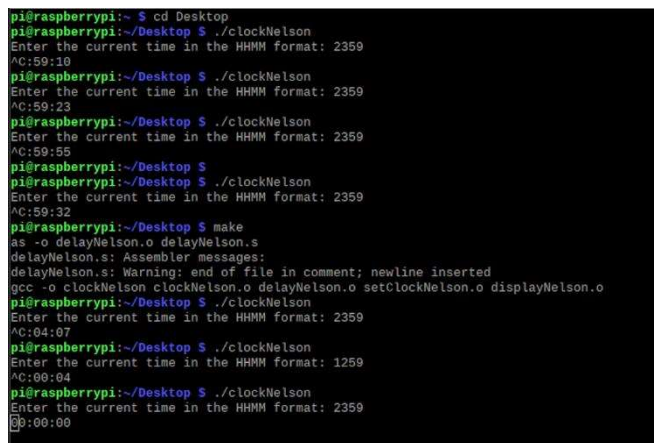 pi@raspberrypi:~ $ cd Desktop
pi@raspberrypi:~/Desktop $ ./clockNelson
Enter the current time in the HHMM format: 2359
^C:59:10
pi@raspberrypi:~/Desktop $ ./clockNelson
Enter the current time in the HHMM format: 2359
^C:59:23
pi@raspberrypi:~/Desktop $ ./clockNelson
Enter the current time in the HHMM format: 2359
^C:59:55
pi@raspberrypi:~/Desktop $
pi@raspberrypi:~/Desktop $ ./clockNelson
Enter the current time in the HHMM format: 2359
^C:59:32
pi@raspberrypi:~/Desktop $ make
as -o delayNelson.o delayNelson.s
delayNelson.s: Assembler messages:
delayNelson.s: Warning: end of file in comment; newline inserted
gcc -o clockNelson clockNelson.o delayNelson.o setClockNelson.o displayNelson.o
pi@raspberrypi:~/Desktop $ ./clockNelson
Enter the current time in the HHMM format: 2359
^C:04:07
pi@raspberrypi:~/Desktop $ ./clockNelson
Enter the current time in the HHMM format: 1259
^C:00:04
pi@raspberrypi:~/Desktop $ ./clockNelson
Enter the current time in the HHMM format: 2359
00:00:00